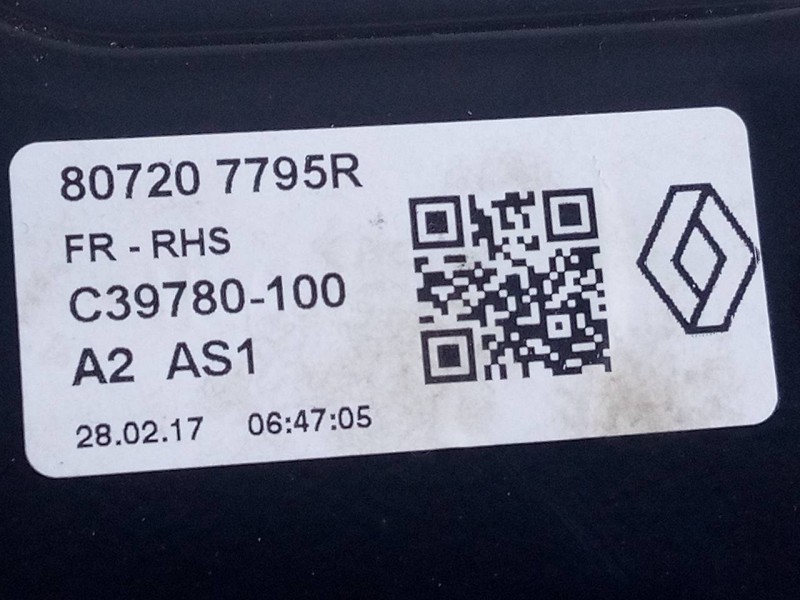 80720 7795R
FR - RHS
C39780-100
A2 AS1
28.02.17 06:47:05